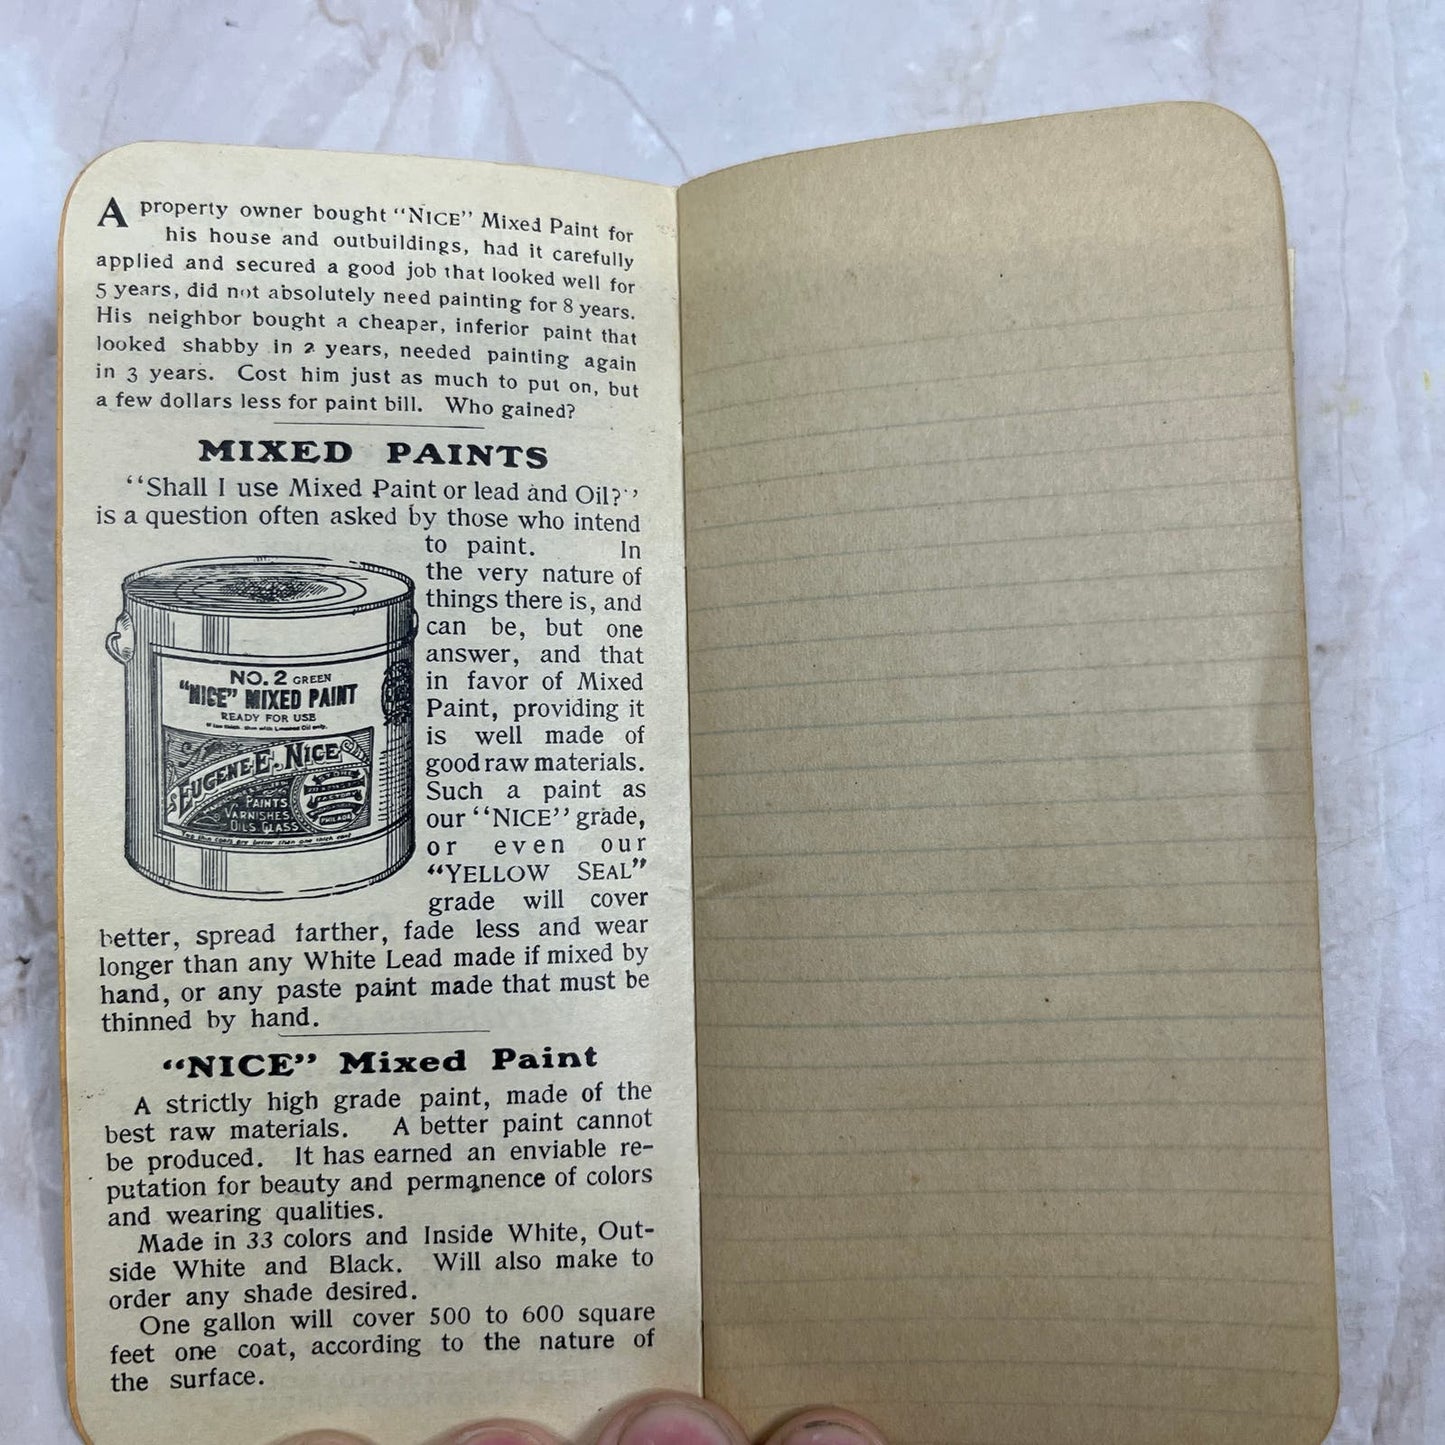 A property owner bought "NICE" Mixed Paint for
his house and outbuildings, had it carefully
applied and secured a good job that looked well for
5 years, did not absolutely need painting for 8 years.
His neighbor bought a cheaper, inferior paint that
looked shabby in 2 years, needed painting again
in 3 years. Cost him just as much to put on, but
a few dollars less for paint bill. Who gained?
MIXED PAINTS
"Shall I use Mixed Paint or lead and Oil?"
is a question often asked by those who intend
to paint. In
the very nature of
things there is, and
can be, but one
answer, and that
in favor of Mixed
Paint, providing it
is well made of
good raw materials.
Such a paint as
our "NICE" grade,
or even our
"YELLOW SEAL"
grade will cover
better, spread farther, fade less and wear
longer than any White Lead made if mixed by
hand, or any paste paint made that must be
thinned by hand.
NO. 2 GREEN
"NICE" MIXED PAINT
READY FOR USE
EUGENE E. NICE
PAINTS
VARNISHES
OILS GLASS
STORE
FACTORY
PHILADA
Two thin coats are better than one thick coat
"NICE" Mixed Paint
A strictly high grade paint, made of the
best raw materials. A better paint cannot
be produced. It has earned an enviable re-
putation for beauty and permanence of colors
and wearing qualities.
Made in 33 colors and Inside White, Out-
side White and Black. Will also make to
order any shade desired.
One gallon will cover 500 to 600 square
feet one coat, according to the nature of
the surface.